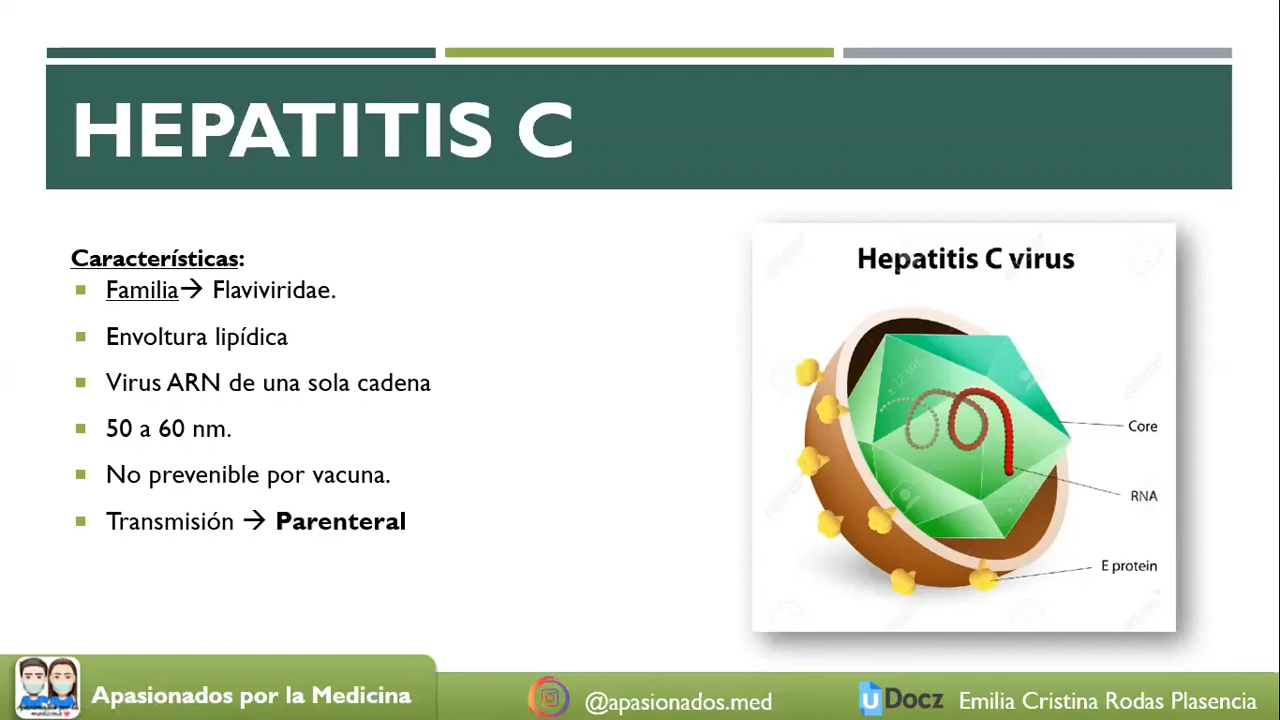 HEPATITIS C
Características:
Familia→ Flaviviridae.
Envoltura lipídica
Virus ARN de una sola cadena
50 a 60 nm.
No prevenible por vacuna.
Transmisión → Parenteral
Hepatitis C virus
Core
RNA
E protein
Apasionados por la Medicina
@apasionados.med
uDocz
Emilia Cristina Rodas Plasencia